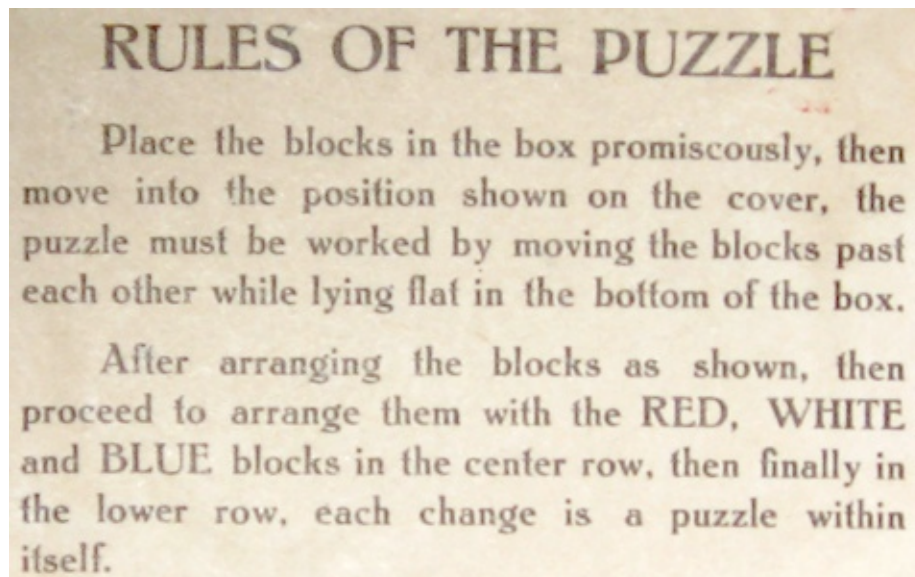 RULES OF THE PUZZLE
Place the blocks in the box promiscously, then
move into the position shown on the cover, the
puzzle must be worked by moving the blocks past
each other while lying flat in the bottom of the box.
After arranging the blocks as shown, then
proceed to arrange them with the RED, WHITE
and BLUE blocks in the center row, then finally in
the lower row, each change is a puzzle within
itself.